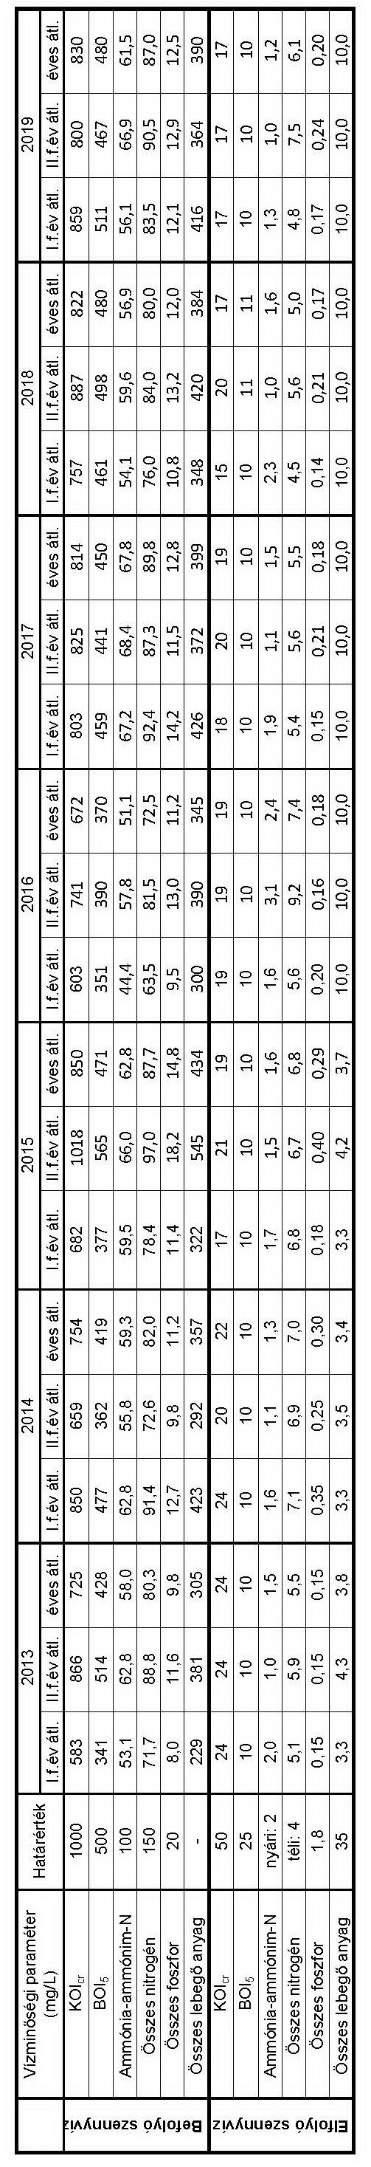 Vízminőségi paraméter (mg/L) Határérték 2013 2014 2015 2016 2017 2018 2019
I.f.év átl. II.f.év átl. éves átl. I.f.év átl. II.f.év átl. éves átl. I.f.év átl. II.f.év átl. éves átl. I.f.év átl. II.f.év átl. éves átl. I.f.év átl. II.f.év átl. éves átl. I.f.év átl. II.f.év átl. éves átl. I.f.év átl. II.f.év átl. éves átl.
Befolyó szennyvíz
KOIcr 1000 583 866 725 850 659 754 682 1018 850 603 741 672 803 825 814 757 887 822 859 800 830
BOI5 500 341 514 428 477 362 419 377 565 471 351 390 370 459 441 450 461 498 480 511 467 480
Ammónia-ammónim-N 100 53,1 62,8 58,0 62,8 55,8 59,3 59,5 66,0 62,8 44,4 57,8 51,1 67,2 68,4 67,8 54,1 59,6 56,9 56,1 66,9 61,5
Összes nitrogén 150 71,7 88,8 80,3 91,4 72,6 82,0 78,4 97,0 87,7 63,5 81,5 72,5 92,4 87,3 89,8 76,0 84,0 80,0 83,5 90,5 87,0
Összes foszfor 20 8,0 11,6 9,8 12,7 9,8 11,2 11,4 18,2 14,8 9,5 13,0 11,2 14,2 11,5 12,8 10,8 13,2 12,0 12,1 12,9 12,5
Összes lebegő anyag - 229 381 305 423 292 357 322 545 434 300 390 345 426 372 399 348 420 384 416 364 390
Elfolyó szennyvíz
KOIcr 50 24 24 24 24 20 22 17 21 19 19 19 19 18 20 19 15 20 17 17 17 17
BOI5 25 10 10 10 10 10 10 10 10 10 10 10 10 10 10 10 10 11 11 10 10 10
Ammónia-ammónim-N nyári: 2 2,0 1,0 1,5 1,6 1,1 1,3 1,7 1,5 1,6 1,6 3,1 2,4 1,9 1,1 1,5 2,3 1,0 1,6 1,3 1,0 1,2
Összes nitrogén téli: 4 5,1 5,9 5,5 7,1 6,9 7,0 6,8 6,7 6,8 5,6 9,2 7,4 5,4 5,6 5,5 4,5 5,6 5,0 4,8 7,5 6,1
Összes foszfor 1,8 0,15 0,15 0,15 0,35 0,25 0,30 0,18 0,40 0,29 0,20 0,16 0,18 0,15 0,21 0,18 0,14 0,21 0,17 0,17 0,24 0,20
Összes lebegő anyag 35 3,3 4,3 3,8 3,3 3,5 3,4 3,3 4,2 3,7 10,0 10,0 10,0 10,0 10,0 10,0 10,0 10,0 10,0 10,0 10,0 10,0